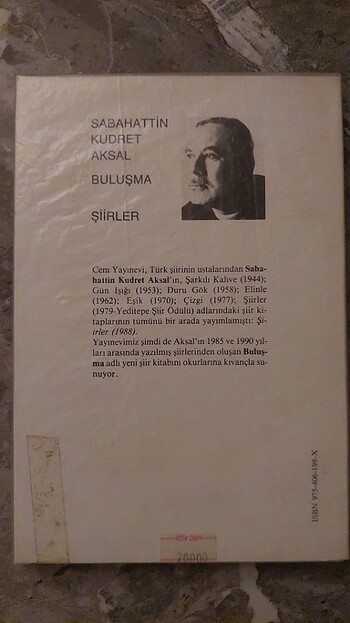 SABAHATTİN
KUDRET
AKSAL
BULUŞMA
ŞİİRLER
Cem Yayınevi, Türk şiirinin ustalarından Saba-
hattin Kudret Aksal'ın, Şarkılı Kahve (1944);
Gün Işığı (1953); Duru Gök (1958); Elinle
(1962); Eşik (1970); Çizgi (1977); Şiirler
(1979-Yeditepe Şiir Ödülü) adlarındaki şiir ki-
taplarının tümünü bir arada yayımlamıştı: Şi-
irler (1988).
Yayınevimiz şimdi de Aksal'ın 1985 ve 1990 yıl-
ları arasında yazılmış şiirlerinden oluşan Buluş-
ma adlı yeni şiir kitabını okurlarına kıvançla su-
nuyor.
ISBN 975-406-198-X
20000